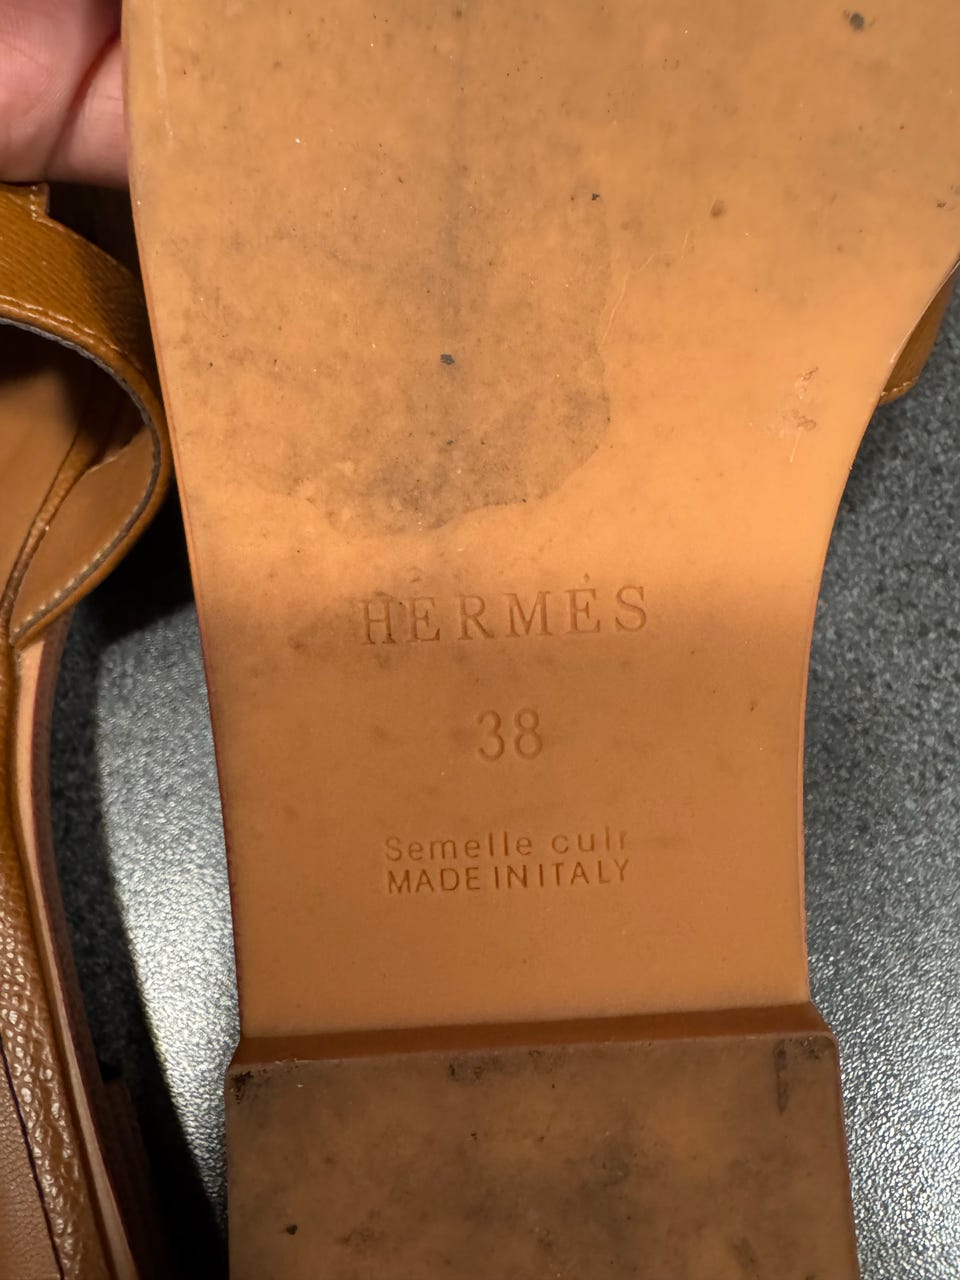 HERMÈS
38
Semelle cuir
MADE IN ITALY